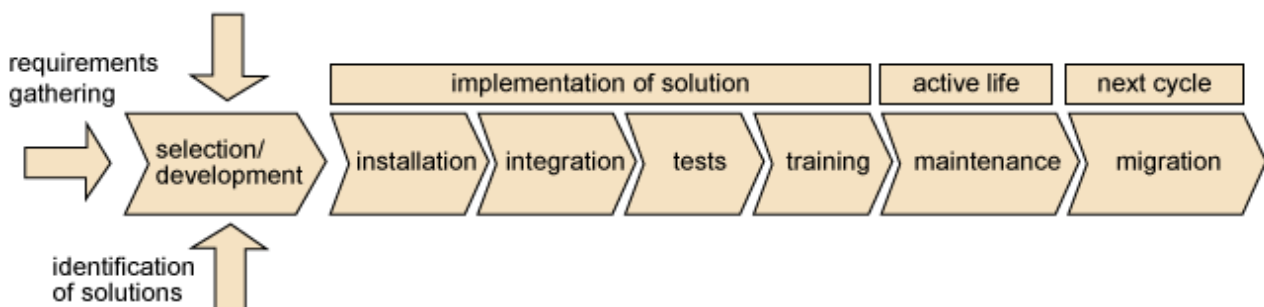 requirements
gathering
implementation of solution
active life
next cycle
selection/
development
installation
integration
tests
training
maintenance
migration
identification
of solutions